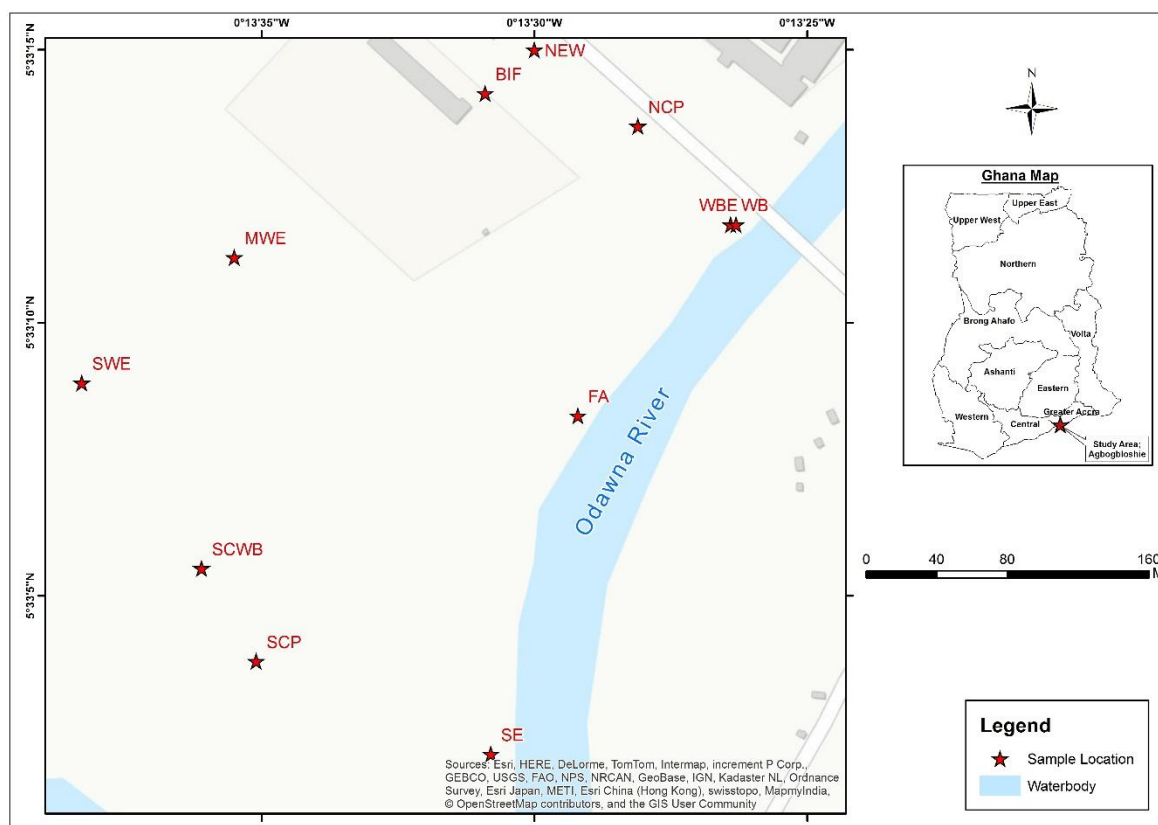 0°13'35"W
0°13'30"W
0°13'25"W
5°33'15"N
5°33'10"N
5°33'5"N
NEW
BIF
NCP
WBE WB
MWE
SWE
FA
SCWB
SCP
SE
Odawna River
Sources: Esri, HERE, DeLorme, TomTom, Intermap, increment P Corp.,
GEBCO, USGS, FAO, NPS, NRCAN, GeoBase, IGN, Kadaster NL, Ordnance
Survey, Esri Japan, METI, Esri China (Hong Kong), swisstopo, MapmyIndia,
© OpenStreetMap contributors, and the GIS User Community
N
Ghana Map
Upper East
Upper West
Northern
Brong Ahafo
Volta
Ashanti
Eastern
Greater Accra
Western
Central
Study Area;
Agbogbloshie
0 40 80 160
M
Legend
Sample Location
Waterbody